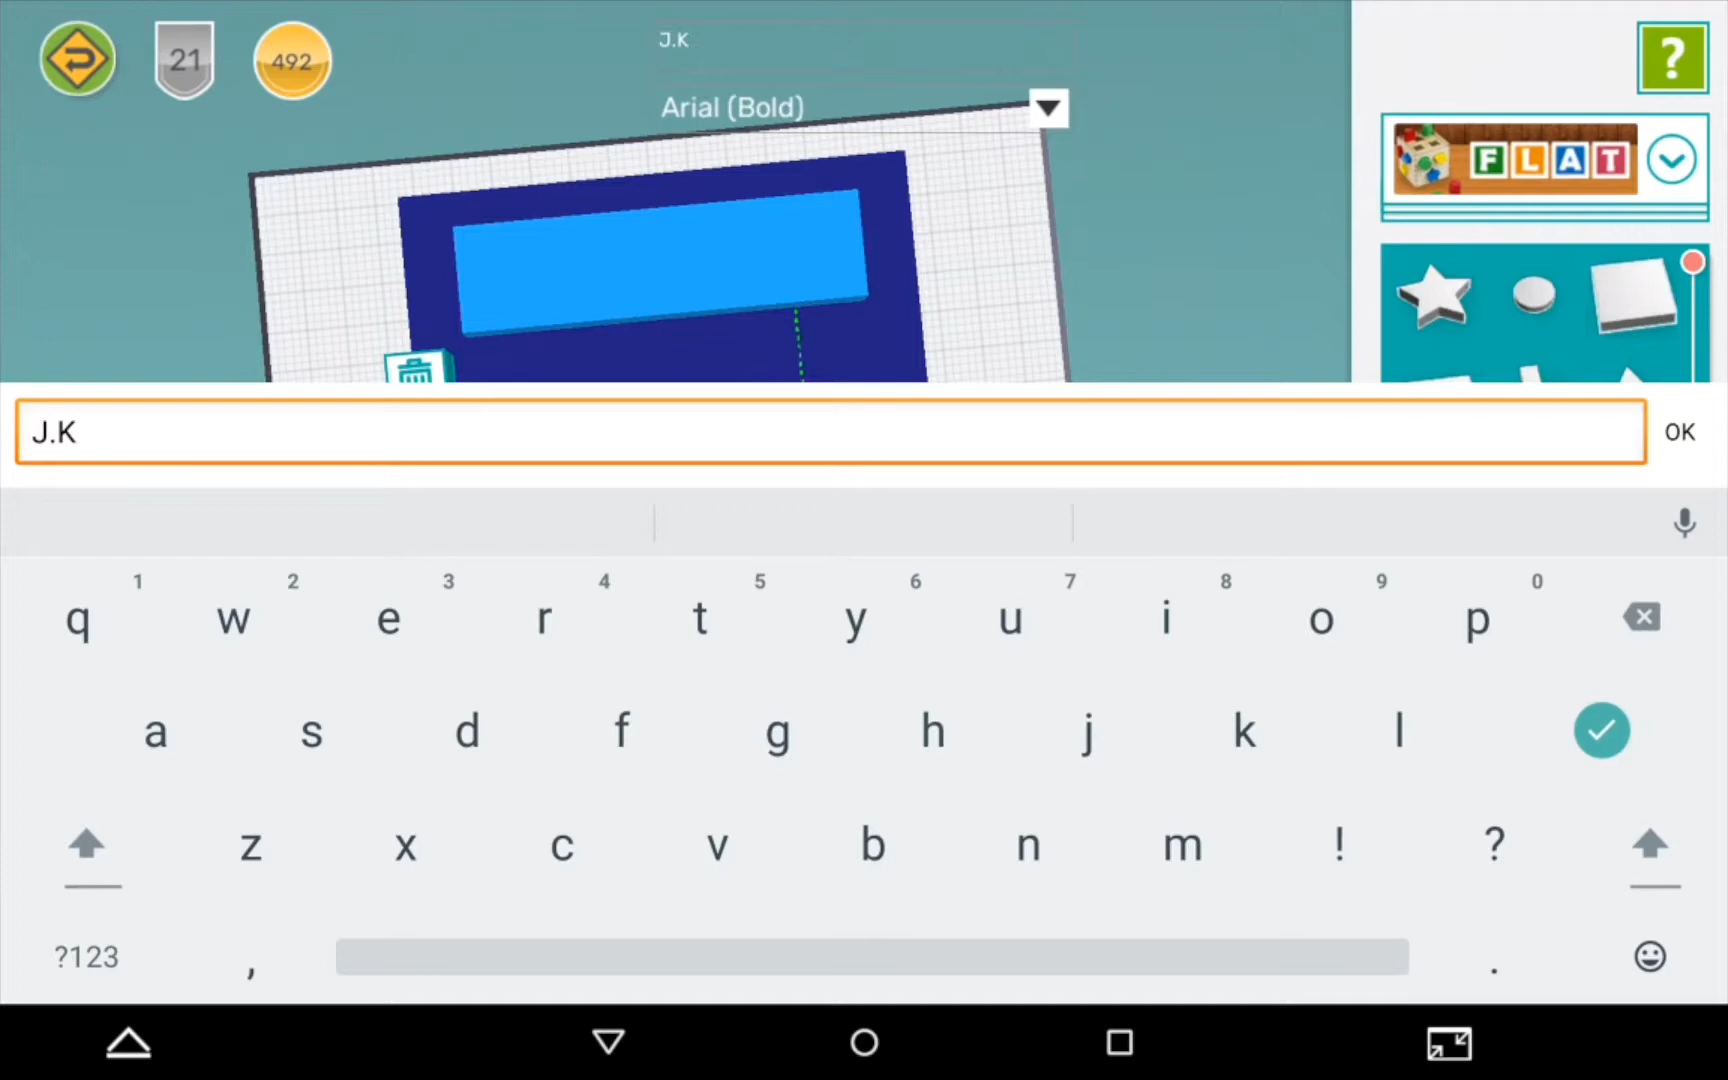 21
492
J.K
Arial (Bold)
?
FLAT
J.K
OK
1 2 3 4 5 6 7 8 9 0
q w e r t y u i o p
a s d f g h j k l
z x c v b n m ! ?
?123 , .